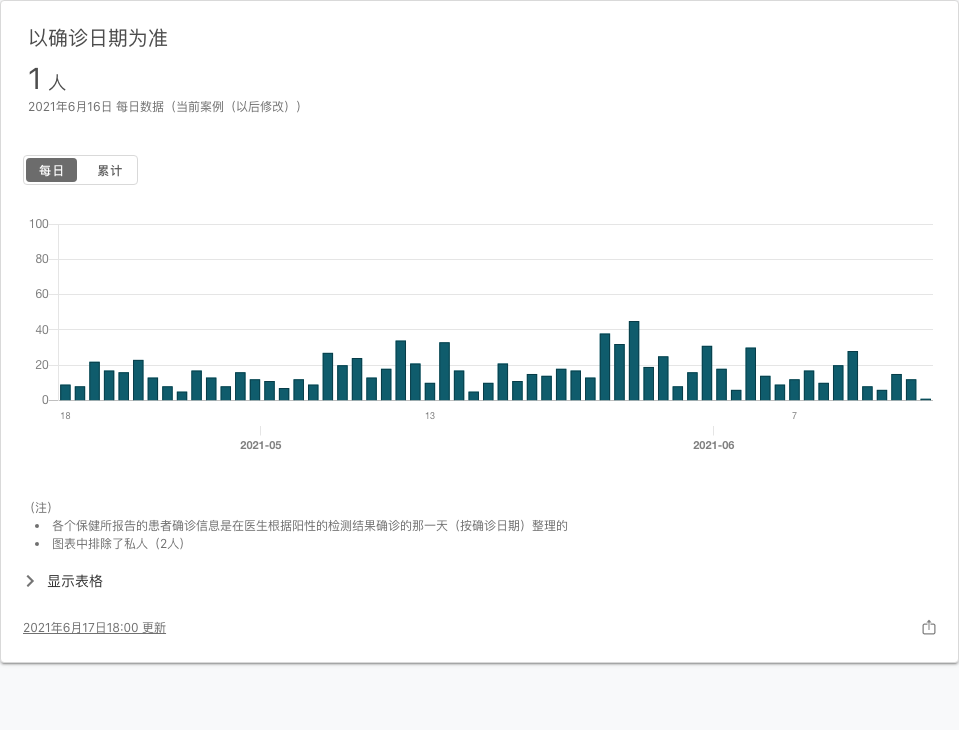 以确诊日期为准
1 人
2021年6月16日 每日数据（当前案例（以后修改））
每日 累计
100
80
60
40
20
0
18 13 7
2021-05 2021-06
（注）
• 各个保健所报告的患者确诊信息是在医生根据阳性的检测结果确诊的那一天（按确诊日期）整理的
• 图表中排除了私人（2人）
显示表格
2021年6月17日18:00 更新